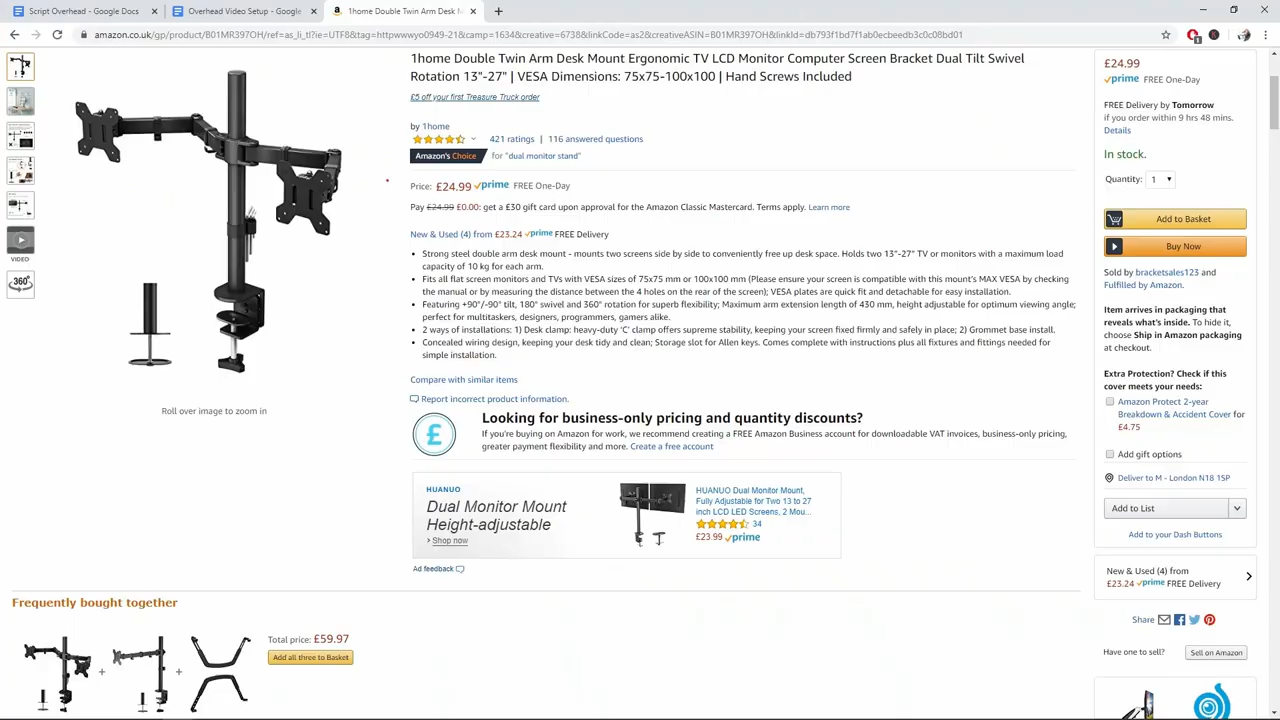 Script Overhead - Google Docs
Overhead Video Setup - Google
1home Double Twin Arm Desk M
amazon.co.uk/gp/product/B01MR397OH/ref=as_li_tl?ie=UTF8&tag=httpwwwyo0949-21&camp=1634&creative=6738&linkCode=as2&creativeASIN=B01MR397OH&linkId=db793f1bd7f1ab0ecbeedb3c0c08bd01
1
1home Double Twin Arm Desk Mount Ergonomic TV LCD Monitor Computer Screen Bracket Dual Tilt Swivel
Rotation 13"-27" | VESA Dimensions: 75x75-100x100 | Hand Screws Included
£5 off your first Treasure Truck order
by 1home
421 ratings | 116 answered questions
Amazon's Choice for "dual monitor stand"
Price: £24.99 prime FREE One-Day
Pay £24.99 £0.00: get a £30 gift card upon approval for the Amazon Classic Mastercard. Terms apply. Learn more
New & Used (4) from £23.24 prime FREE Delivery
• Strong steel double arm desk mount - mounts two screens side by side to conveniently free up desk space. Holds two 13"-27" TV or monitors with a maximum load
capacity of 10 kg for each arm.
• Fits all flat screen monitors and TVs with VESA sizes of 75x75 mm or 100x100 mm (Please ensure your screen is compatible with this mount's MAX VESA by checking
the manual or by measuring the distance between the 4 holes on the rear of the screen); VESA plates are quick fit and detachable for easy installation.
• Featuring +90°/-90° tilt, 180° swivel and 360° rotation for superb flexibility; Maximum arm extension length of 430 mm, height adjustable for optimum viewing angle;
perfect for multitaskers, designers, programmers, gamers alike.
• 2 ways of installations: 1) Desk clamp: heavy-duty 'C' clamp offers supreme stability, keeping your screen fixed firmly and safely in place; 2) Grommet base install.
• Concealed wiring design, keeping your desk tidy and clean; Storage slot for Allen keys. Comes complete with instructions plus all fixtures and fittings needed for
simple installation.
Compare with similar items
Report incorrect product information.
VIDEO
360°
Roll over image to zoom in
£
Looking for business-only pricing and quantity discounts?
If you're buying on Amazon for work, we recommend creating a FREE Amazon Business account for downloadable VAT invoices, business-only pricing,
greater payment flexibility and more. Create a free account
HUANUO
Dual Monitor Mount
Height-adjustable
› Shop now
HUANUO Dual Monitor Mount,
Fully Adjustable for Two 13 to 27
inch LCD LED Screens, 2 Mou...
34
£23.99 prime
Ad feedback
Frequently bought together
Total price: £59.97
Add all three to Basket
+ +
£24.99
prime FREE One-Day
FREE Delivery by Tomorrow
if you order within 9 hr 48 mins.
Details
In stock.
Quantity: 1
Add to Basket
Buy Now
Sold by bracketsales123 and
Fulfilled by Amazon.
Item arrives in packaging that
reveals what's inside. To hide it,
choose Ship in Amazon packaging
at checkout.
Extra Protection? Check if this
cover meets your needs:
Amazon Protect 2-year
Breakdown & Accident Cover for
£4.75
Add gift options
Deliver to M - London N18 1SP
Add to List
Add to your Dash Buttons
New & Used (4) from
£23.24 prime FREE Delivery
Share
Have one to sell? Sell on Amazon